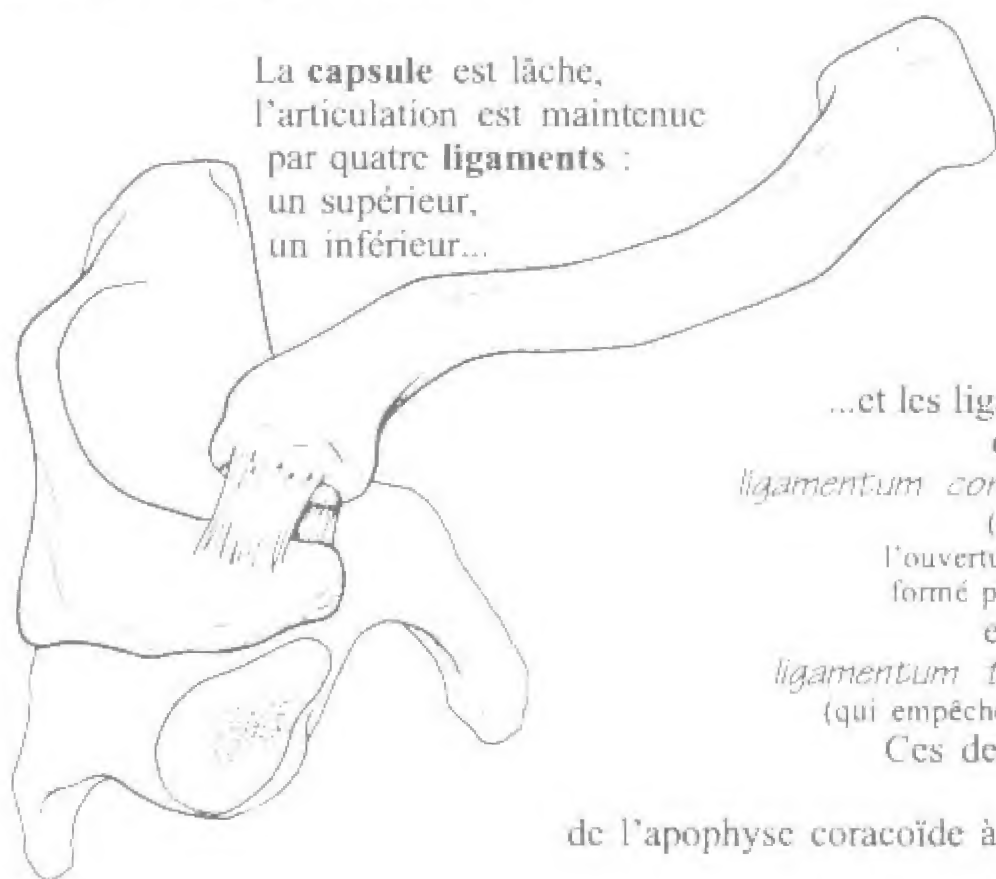 La capsule est lâche,
l'articulation est maintenue
par quatre ligaments :
un supérieur,
un inférieur...
...et les lig
ligamentum cor
(
l'ouvertu
formé p
e
ligamentum t
(qui empêch
Ces de
de l'apophyse coracoïde à